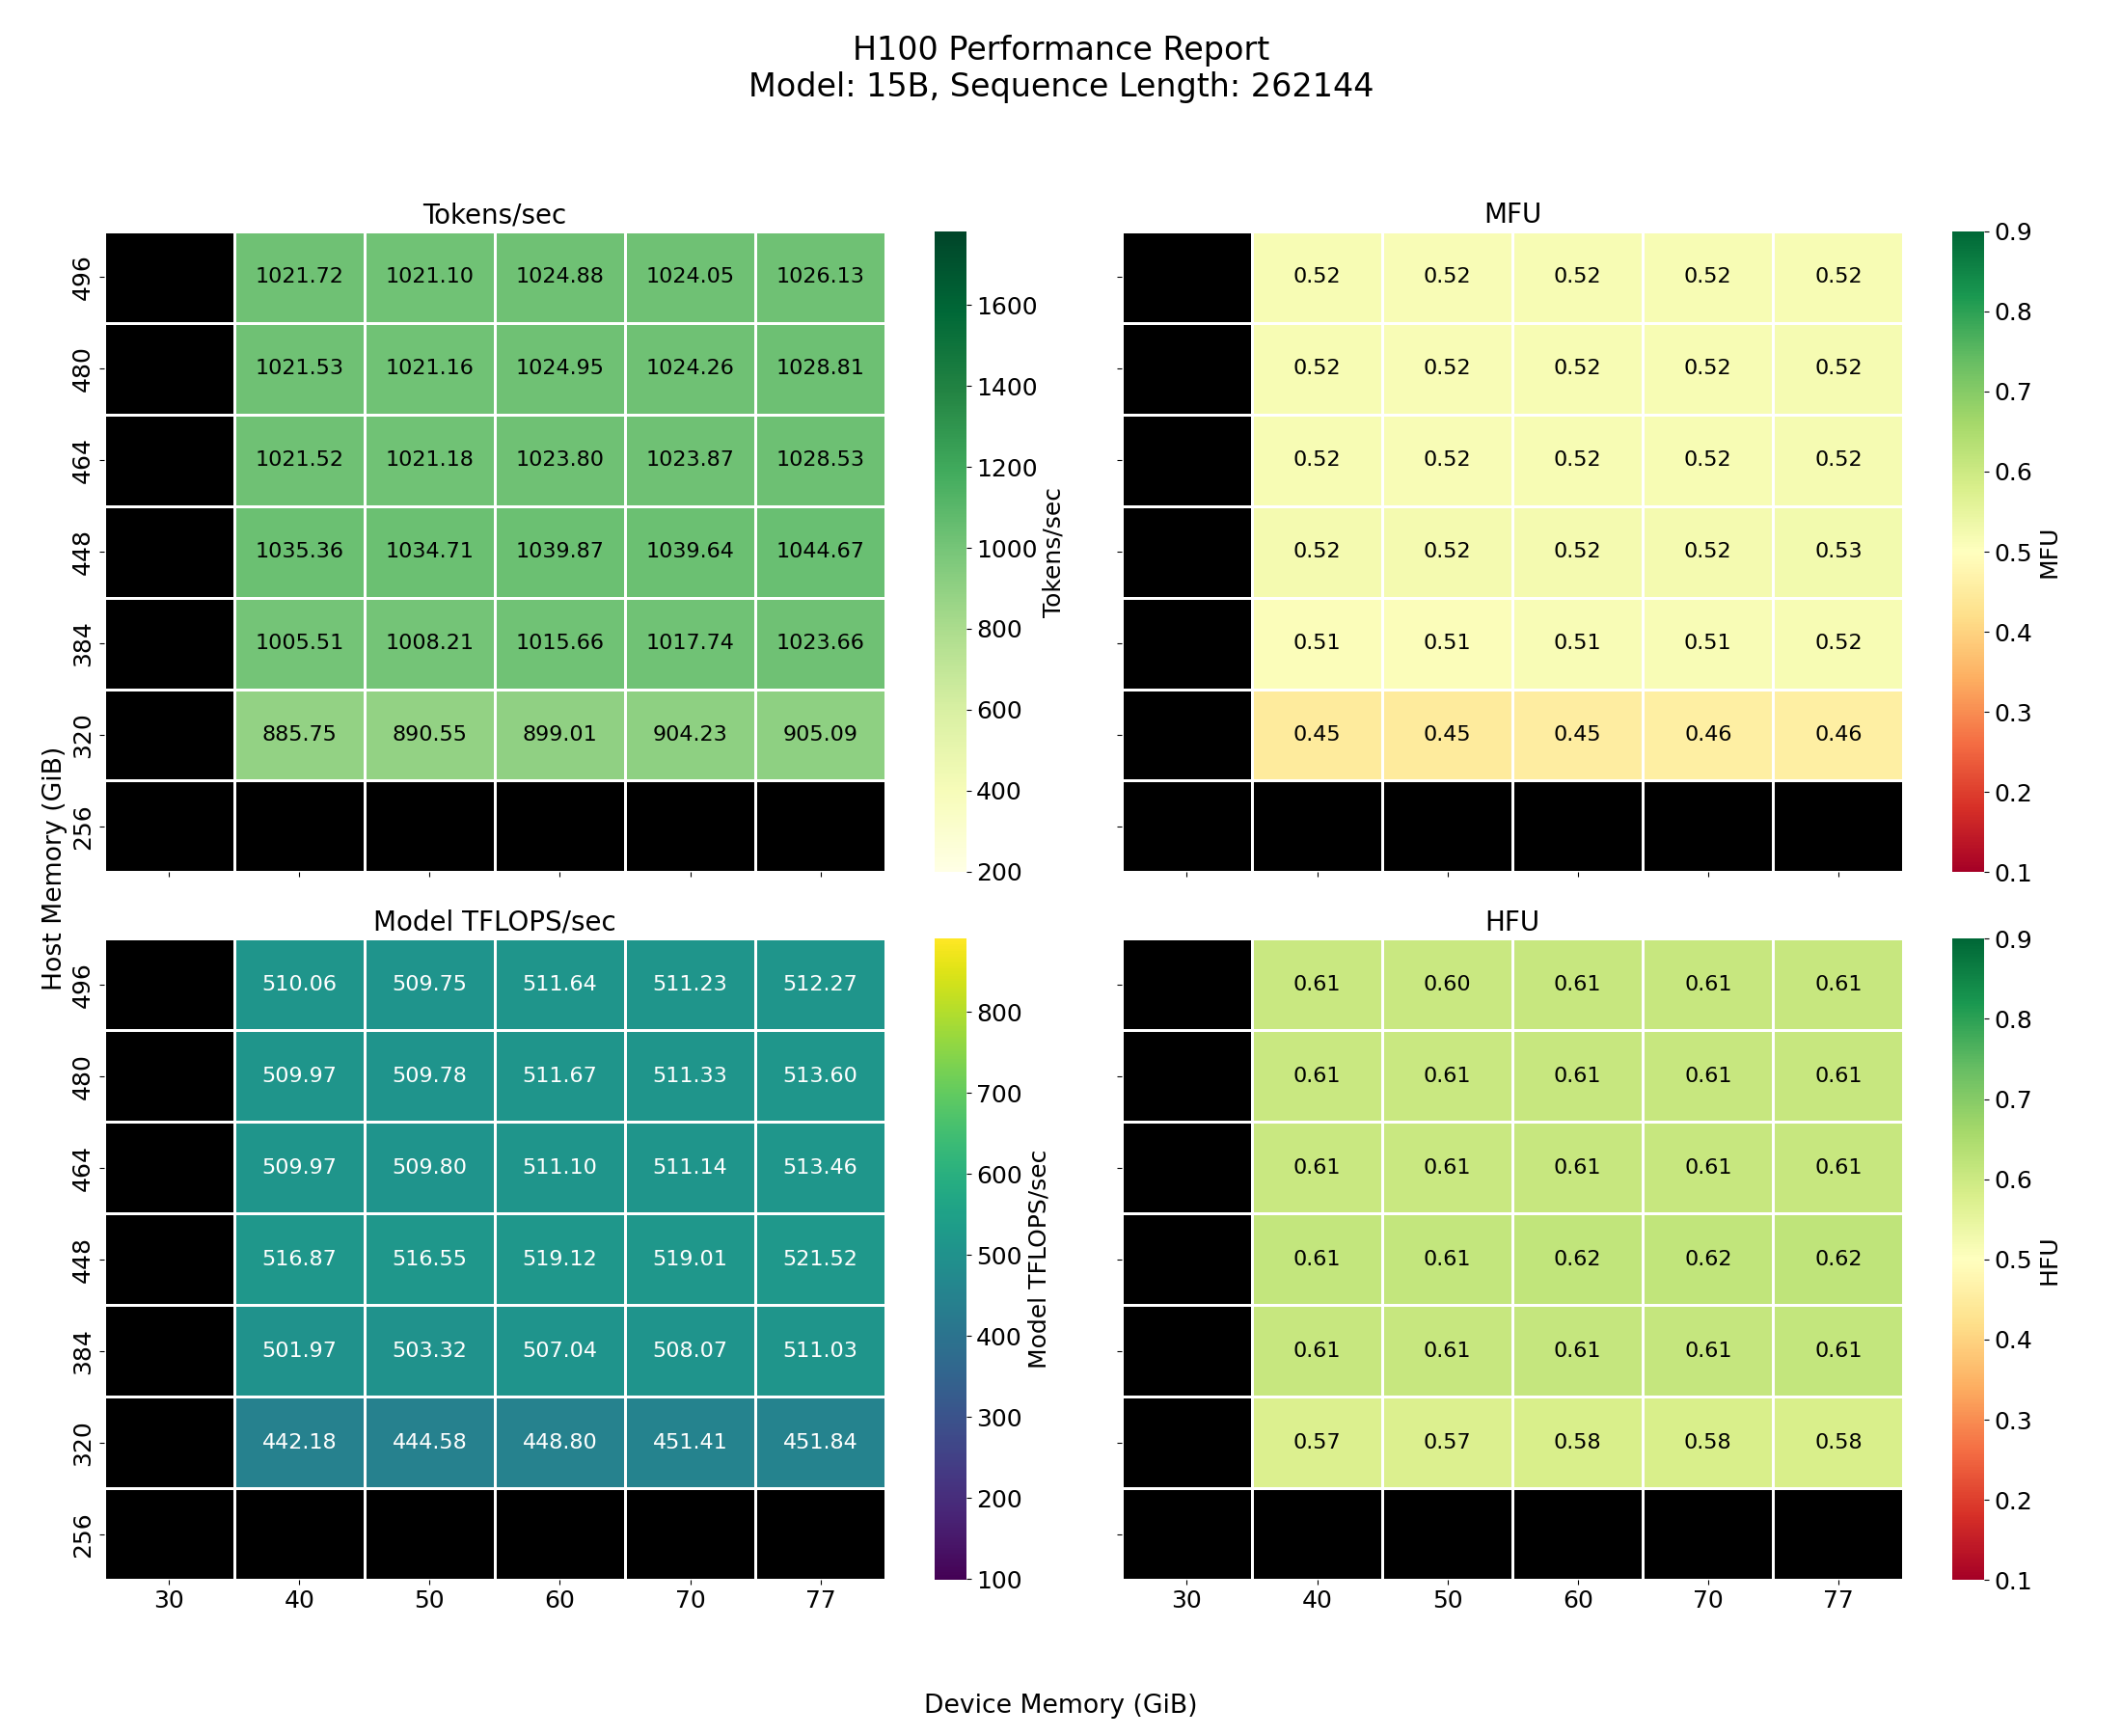 H100 Performance Report
Model: 15B, Sequence Length: 262144
Tokens/sec
496 1021.72 1021.10 1024.88 1024.05 1026.13
480 1021.53 1021.16 1024.95 1024.26 1028.81
464 1021.52 1021.18 1023.80 1023.87 1028.53
448 1035.36 1034.71 1039.87 1039.64 1044.67
384 1005.51 1008.21 1015.66 1017.74 1023.66
320 885.75 890.55 899.01 904.23 905.09
256
1600
1400
1200
1000
800
600
400
200
Tokens/sec
MFU
0.52 0.52 0.52 0.52 0.52
0.52 0.52 0.52 0.52 0.52
0.52 0.52 0.52 0.52 0.52
0.52 0.52 0.52 0.52 0.53
0.51 0.51 0.51 0.51 0.52
0.45 0.45 0.45 0.46 0.46
0.9
0.8
0.7
0.6
0.5
0.4
0.3
0.2
0.1
MFU
Host Memory (GiB)
Model TFLOPS/sec
496 510.06 509.75 511.64 511.23 512.27
480 509.97 509.78 511.67 511.33 513.60
464 509.97 509.80 511.10 511.14 513.46
448 516.87 516.55 519.12 519.01 521.52
384 501.97 503.32 507.04 508.07 511.03
320 442.18 444.58 448.80 451.41 451.84
256
30 40 50 60 70 77
800
700
600
500
400
300
200
100
Model TFLOPS/sec
HFU
0.61 0.60 0.61 0.61 0.61
0.61 0.61 0.61 0.61 0.61
0.61 0.61 0.61 0.61 0.61
0.61 0.61 0.62 0.62 0.62
0.61 0.61 0.61 0.61 0.61
0.57 0.57 0.58 0.58 0.58
30 40 50 60 70 77
0.9
0.8
0.7
0.6
0.5
0.4
0.3
0.2
0.1
HFU
Device Memory (GiB)